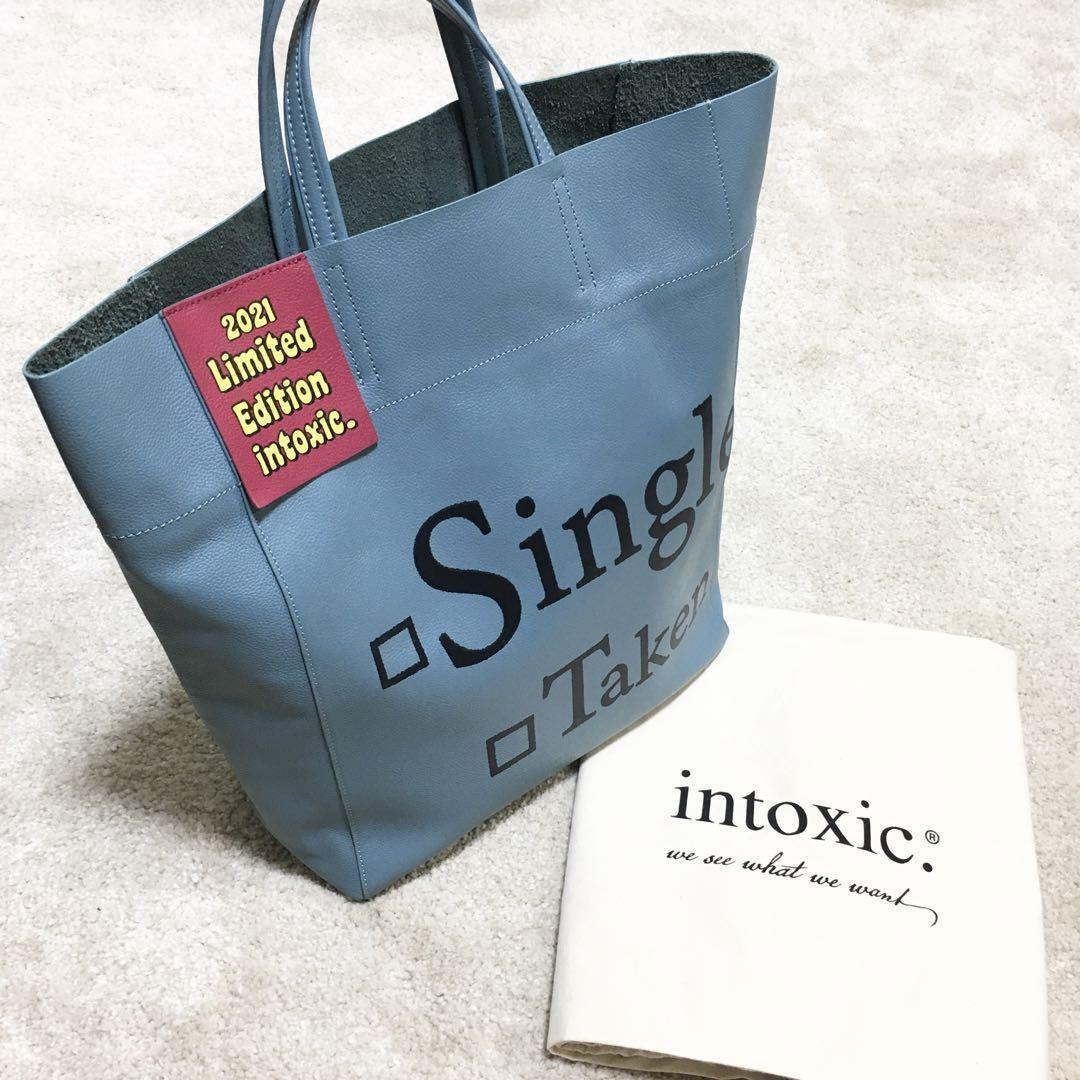 2021
Limited
Edition
intoxic.
□Single
□Taken
intoxic.®
we see what we want